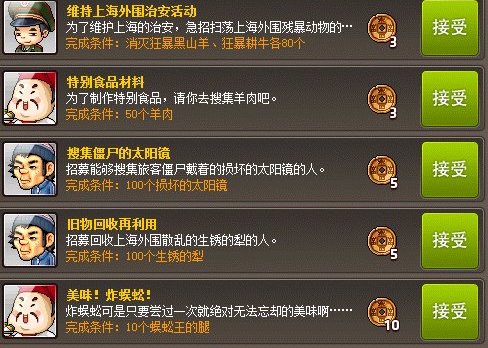 维持上海外围治安活动
为了维护上海的治安，急招扫荡上海外围残暴动物的…
完成条件：消灭狂暴黑山羊、狂暴耕牛各80个
3
接受
特别食品材料
为了制作特别食品，请你去搜集羊肉吧。
完成条件：50个羊肉
3
接受
搜集僵尸的太阳镜
招募能够搜集旅客僵尸戴着的损坏的太阳镜的人。
完成条件：100个损坏的太阳镜
5
接受
旧物回收再利用
招募回收上海外围散乱的生锈的犁的人。
完成条件：100个生锈的犁
5
接受
美味！炸蜈蚣！
炸蜈蚣可是只要尝过一次就绝对无法忘却的美味啊……
完成条件：10个蜈蚣王的腿
10
接受